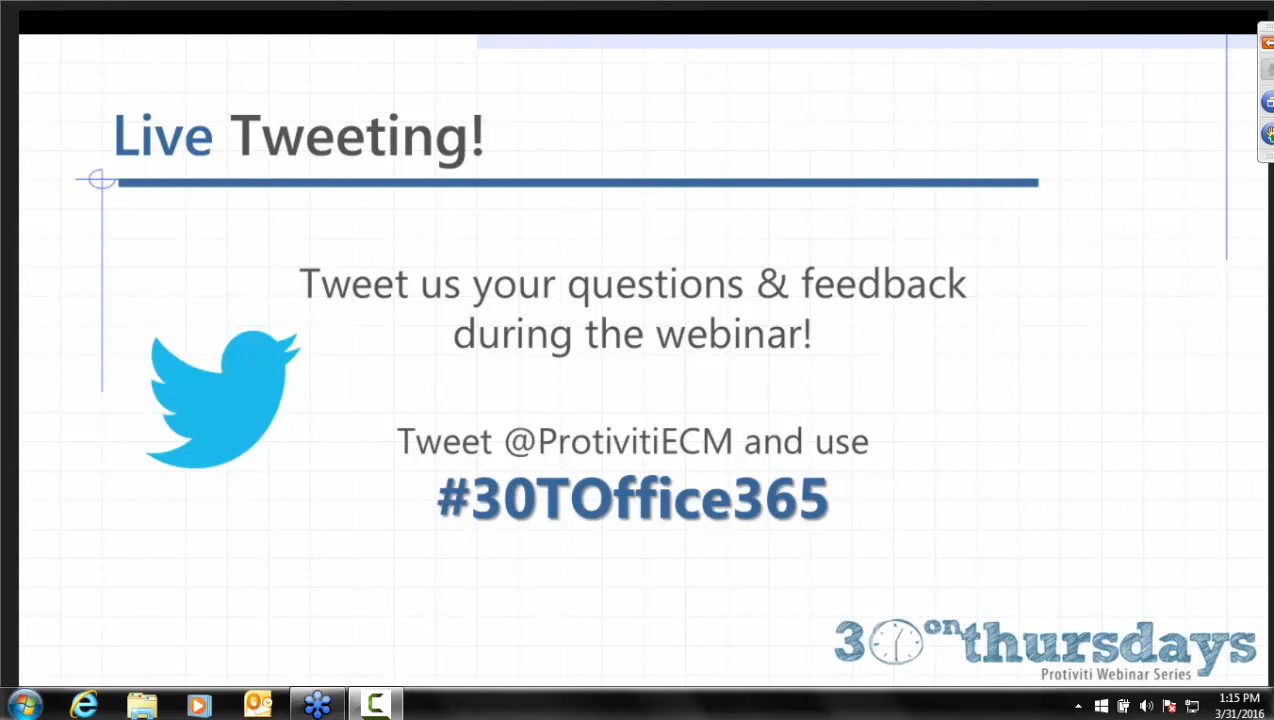 Live Tweeting!
Tweet us your questions & feedback
during the webinar!
Tweet @ProtivitiECM and use
#30TOffice365
30 on thursdays
Protiviti Webinar Series
1:15 PM
3/31/2016